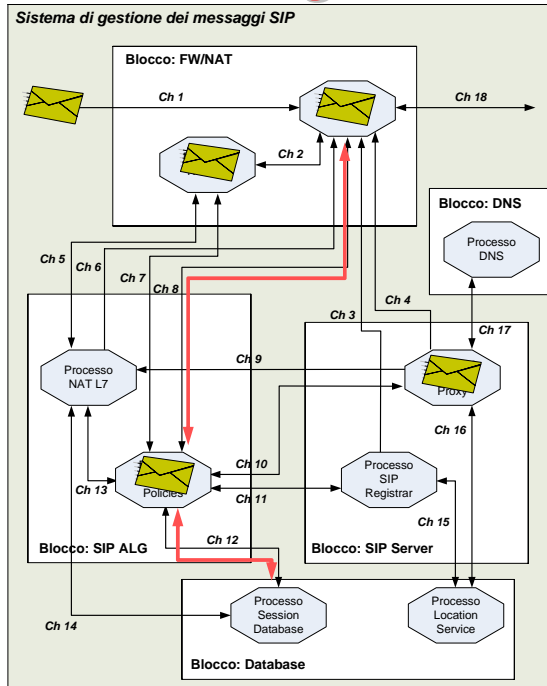 Sistema di gestione dei messaggi SIP
Blocco: FW/NAT
Ch 1
Ch 18
Ch 2
Blocco: DNS
Processo
DNS
Ch 5
Ch 6
Ch 7
Ch 8
Ch 3
Ch 4
Ch 17
Processo
NAT L7
Ch 9
Proxy
Ch 16
Ch 10
Processo
SIP
Registrar
Policies
Ch 13
Ch 11
Ch 15
Ch 12
Blocco: SIP ALG
Blocco: SIP Server
Processo
Session
Database
Processo
Location
Service
Ch 14
Blocco: Database